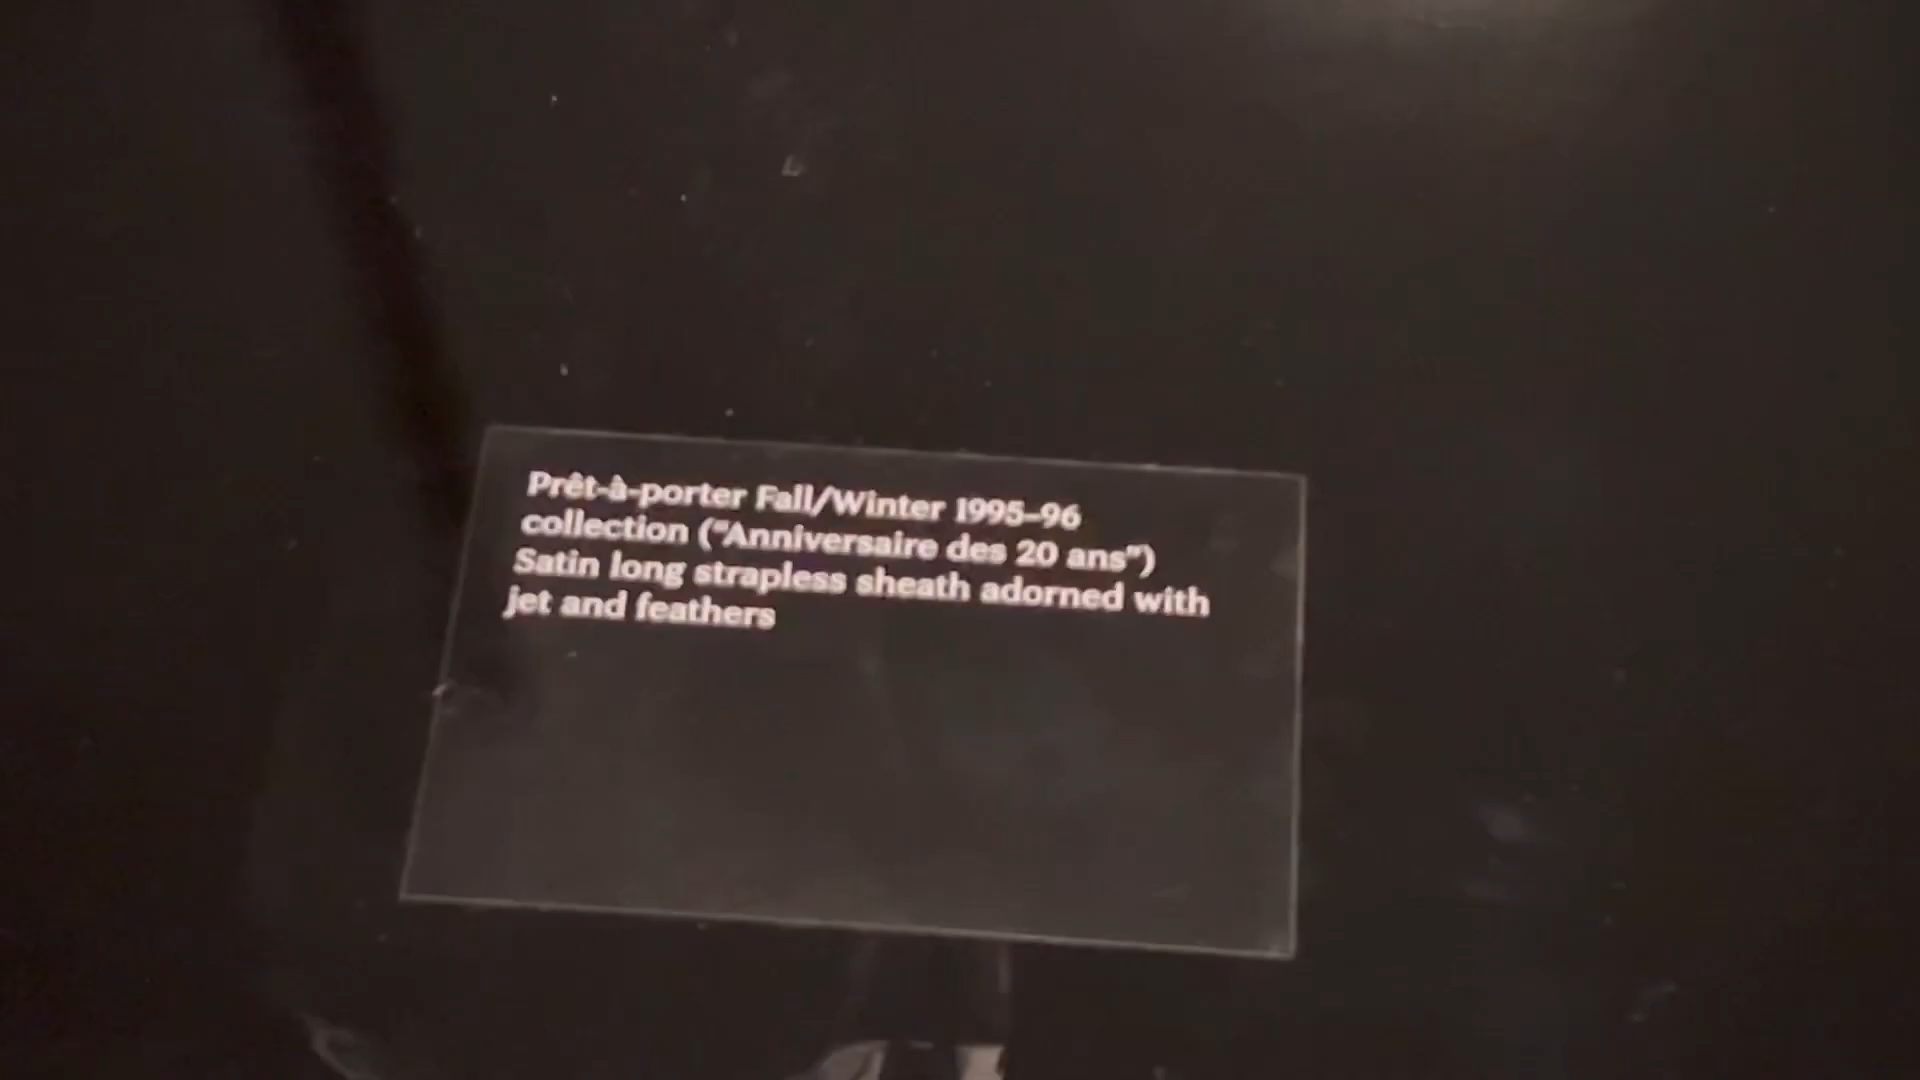 Prêt-à-porter Fall/Winter 1995–96
collection ("Anniversaire des 20 ans")
Satin long strapless sheath adorned with
jet and feathers